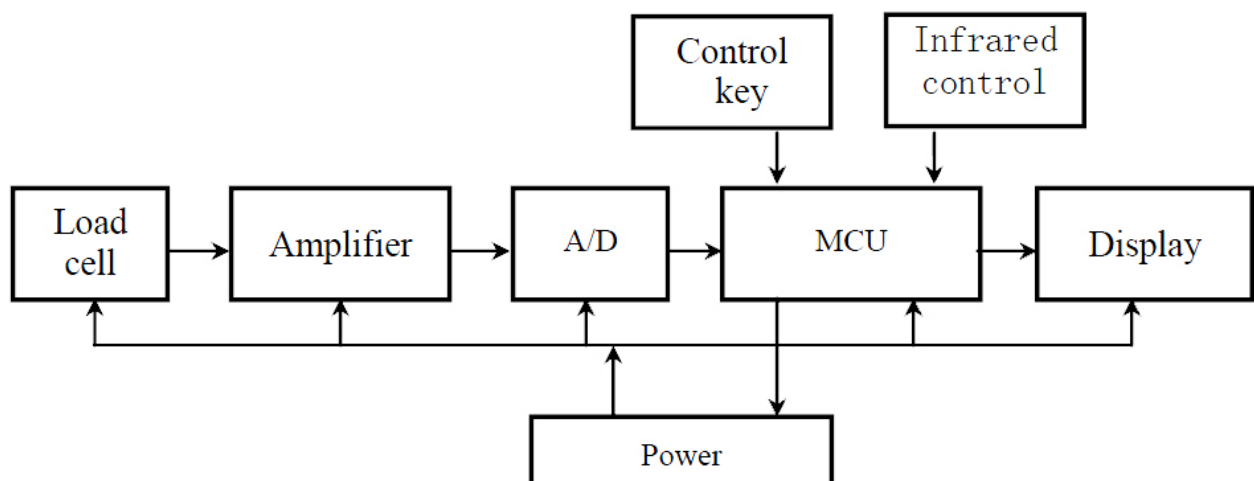 Control
key
Infrared
control
Load
cell
Amplifier
A/D
MCU
Display
Power